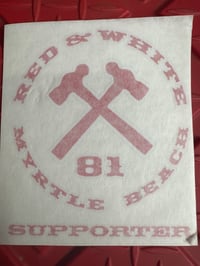 RED & WHITE
81
MYRTLE BEACH
SUPPORTER